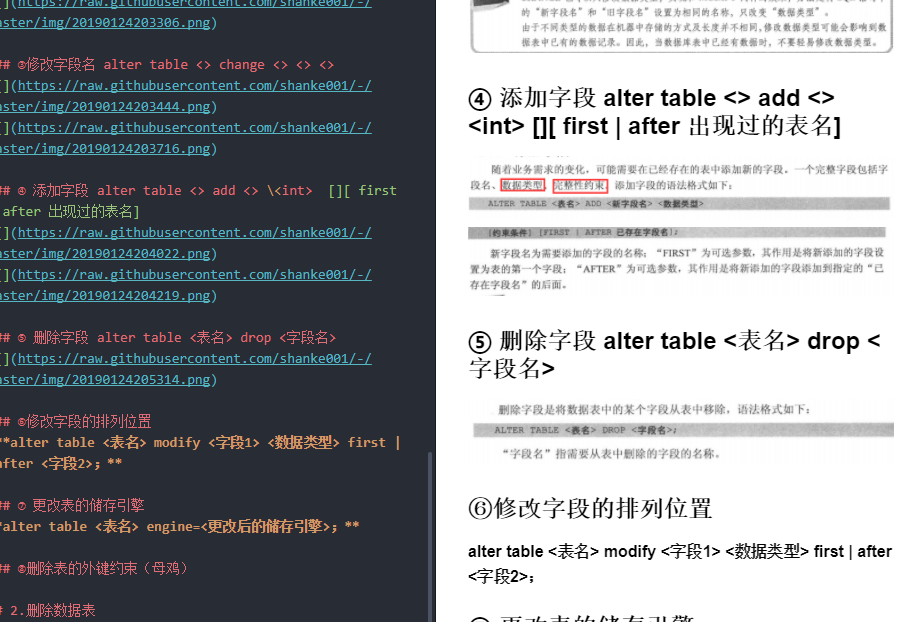 [](https://raw.githubusercontent.com/shanke001/-/
aster/img/20190124203306.png)
## ③修改字段名 alter table <> change <> <> <>
[](https://raw.githubusercontent.com/shanke001/-/
aster/img/20190124203444.png)
[](https://raw.githubusercontent.com/shanke001/-/
aster/img/20190124203716.png)
## ④ 添加字段 alter table <> add <> \<int> [][ first
after 出现过的表名]
[](https://raw.githubusercontent.com/shanke001/-/
aster/img/20190124204022.png)
[](https://raw.githubusercontent.com/shanke001/-/
aster/img/20190124204219.png)
## ⑤ 删除字段 alter table <表名> drop <字段名>
[](https://raw.githubusercontent.com/shanke001/-/
aster/img/20190124205314.png)
## ⑥修改字段的排列位置
**alter table <表名> modify <字段1> <数据类型> first |
after <字段2>；**
## ⑦ 更改表的储存引擎
*alter table <表名> engine=<更改后的储存引擎>；**
## ⑧删除表的外键约束（母鸡）
# 2.删除数据表
的“新字段名”和“旧字段名”设置为相同的名称，只改变“数据类型”。
由于不同类型的数据在机器中存储的方式及长度并不相同，修改数据类型可能会影响到数
据表中已有的数据记录。因此，当数据库表中已经有数据时，不要轻易修改数据类型。
④ 添加字段 alter table <> add <>
<int> [][ first | after 出现过的表名]
随着业务需求的变化，可能需要在已经存在的表中添加新的字段。一个完整字段包括字
段名、数据类型、完整性约束。添加字段的语法格式如下：
ALTER TABLE <表名> ADD <新字段名> <数据类型>
[约束条件] [FIRST | AFTER 已存在字段名];
新字段名为需要添加的字段的名称；“FIRST”为可选参数，其作用是将新添加的字段设
置为表的第一个字段；“AFTER”为可选参数，其作用是将新添加的字段添加到指定的“已
存在字段名”的后面。
⑤ 删除字段 alter table <表名> drop <
字段名>
删除字段是将数据表中的某个字段从表中移除，语法格式如下：
ALTER TABLE <表名> DROP <字段名>;
“字段名”指需要从表中删除的字段的名称。
⑥修改字段的排列位置
alter table <表名> modify <字段1> <数据类型> first | after
<字段2>；
更改表的储存引擎